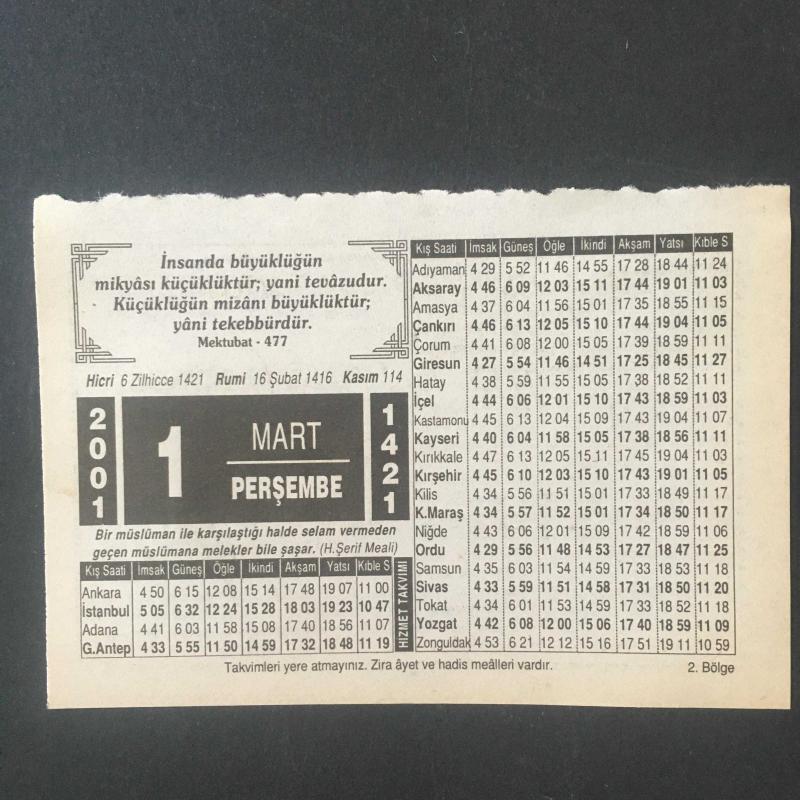 İnsanda büyüklüğün
mikyâsı küçüklüktür; yani tevâzudur.
Küçüklüğün mizânı büyüklüktür;
yâni tekebbürdür.
Mektubat - 477
Hicri 6 Zilhicce 1421 Rumi 16 Şubat 1416 Kasım 114
2001
1
MART
PERŞEMBE
1421
Bir müslüman ile karşılaştığı halde selam vermeden
geçen müslümana melekler bile şaşar. (H.Şerif Meali)
Kış Saati İmsak Güneş Öğle İkindi Akşam Yatsı Kıble S
Ankara 4 50 6 15 12 08 15 14 17 48 19 07 11 00
İstanbul 5 05 6 32 12 24 15 28 18 03 19 23 10 47
Adana 4 41 6 03 11 58 15 08 17 40 18 56 11 07
G.Antep 4 33 5 55 11 50 14 59 17 32 18 48 11 19
HİZMET TAKVİMİ
Kış Saati İmsak Güneş Öğle İkindi Akşam Yatsı Kıble S
Adıyaman 4 29 5 52 11 46 14 55 17 28 18 44 11 24
Aksaray 4 46 6 09 12 03 15 11 17 44 19 01 11 03
Amasya 4 37 6 04 11 56 15 01 17 35 18 55 11 15
Çankırı 4 46 6 13 12 05 15 10 17 44 19 04 11 05
Çorum 4 41 6 08 12 00 15 05 17 39 18 59 11 11
Giresun 4 27 5 54 11 46 14 51 17 25 18 45 11 27
Hatay 4 38 5 59 11 55 15 05 17 38 18 52 11 11
İçel 4 44 6 06 12 01 15 10 17 43 18 59 11 03
Kastamonu 4 45 6 13 12 04 15 09 17 43 19 04 11 07
Kayseri 4 40 6 04 11 58 15 05 17 38 18 56 11 11
Kırıkkale 4 47 6 13 12 05 15 11 17 45 19 04 11 03
Kırşehir 4 45 6 10 12 03 15 10 17 43 19 01 11 05
Kilis 4 34 5 56 11 51 15 01 17 33 18 49 11 17
K.Maraş 4 34 5 57 11 52 15 01 17 34 18 50 11 17
Niğde 4 43 6 06 12 01 15 09 17 42 18 59 11 06
Ordu 4 29 5 56 11 48 14 53 17 27 18 47 11 25
Samsun 4 35 6 03 11 54 14 59 17 33 18 53 11 18
Sivas 4 33 5 59 11 51 14 58 17 31 18 50 11 20
Tokat 4 34 6 01 11 53 14 59 17 33 18 52 11 18
Yozgat 4 42 6 08 12 00 15 06 17 40 18 59 11 09
Zonguldak 4 53 6 21 12 12 15 16 17 51 19 11 10 59
Takvimleri yere atmayınız. Zira âyet ve hadis meâlleri vardır.
2. Bölge